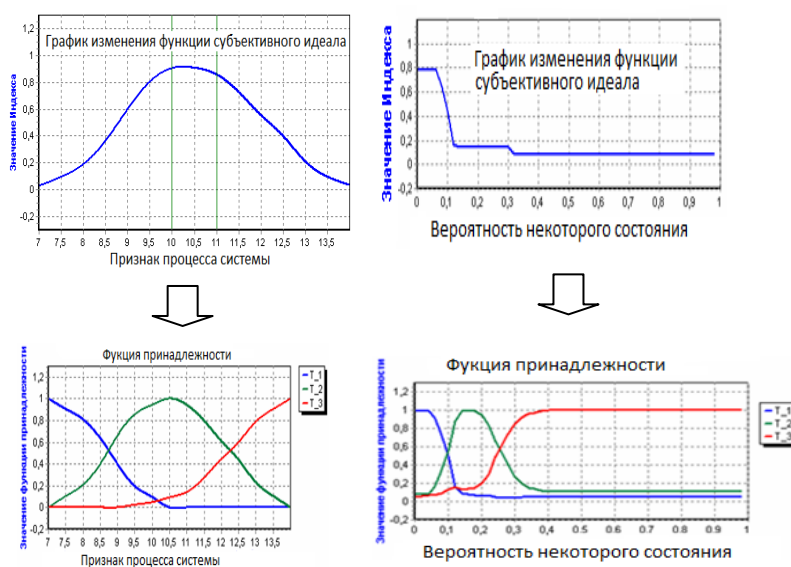 График изменения функции субъективного идеала
Значение Индекса
1,2
1
0,8
0,6
0,4
0,2
0
-0,2
7 7,5 8 8,5 9 9,5 10 10,5 11 11,5 12 12,5 13 13,5
Признак процесса системы
График изменения функции
субъективного идеала
Значение Индекса
1
0,8
0,6
0,4
0,2
0
-0,2
0 0,1 0,2 0,3 0,4 0,5 0,6 0,7 0,8 0,9 1
Вероятность некоторого состояния
Фукция принадлежности
Значение функции принадлежности
1,2
1
0,8
0,6
0,4
0,2
0
-0,2
7 7,5 8 8,5 9 9,5 10 10,5 11 11,5 12 12,5 13 13,5
Признак процесса системы
T_1
T_2
T_3
Фукция принадлежности
Значение функции принадлежности
1,2
1
0,8
0,6
0,4
0,2
0
-0,2
0 0.1 0.2 0.3 0.4 0.5 0.6 0.7 0.8 0.9 1
Вероятность некоторого состояния
T_1
T_2
T_3